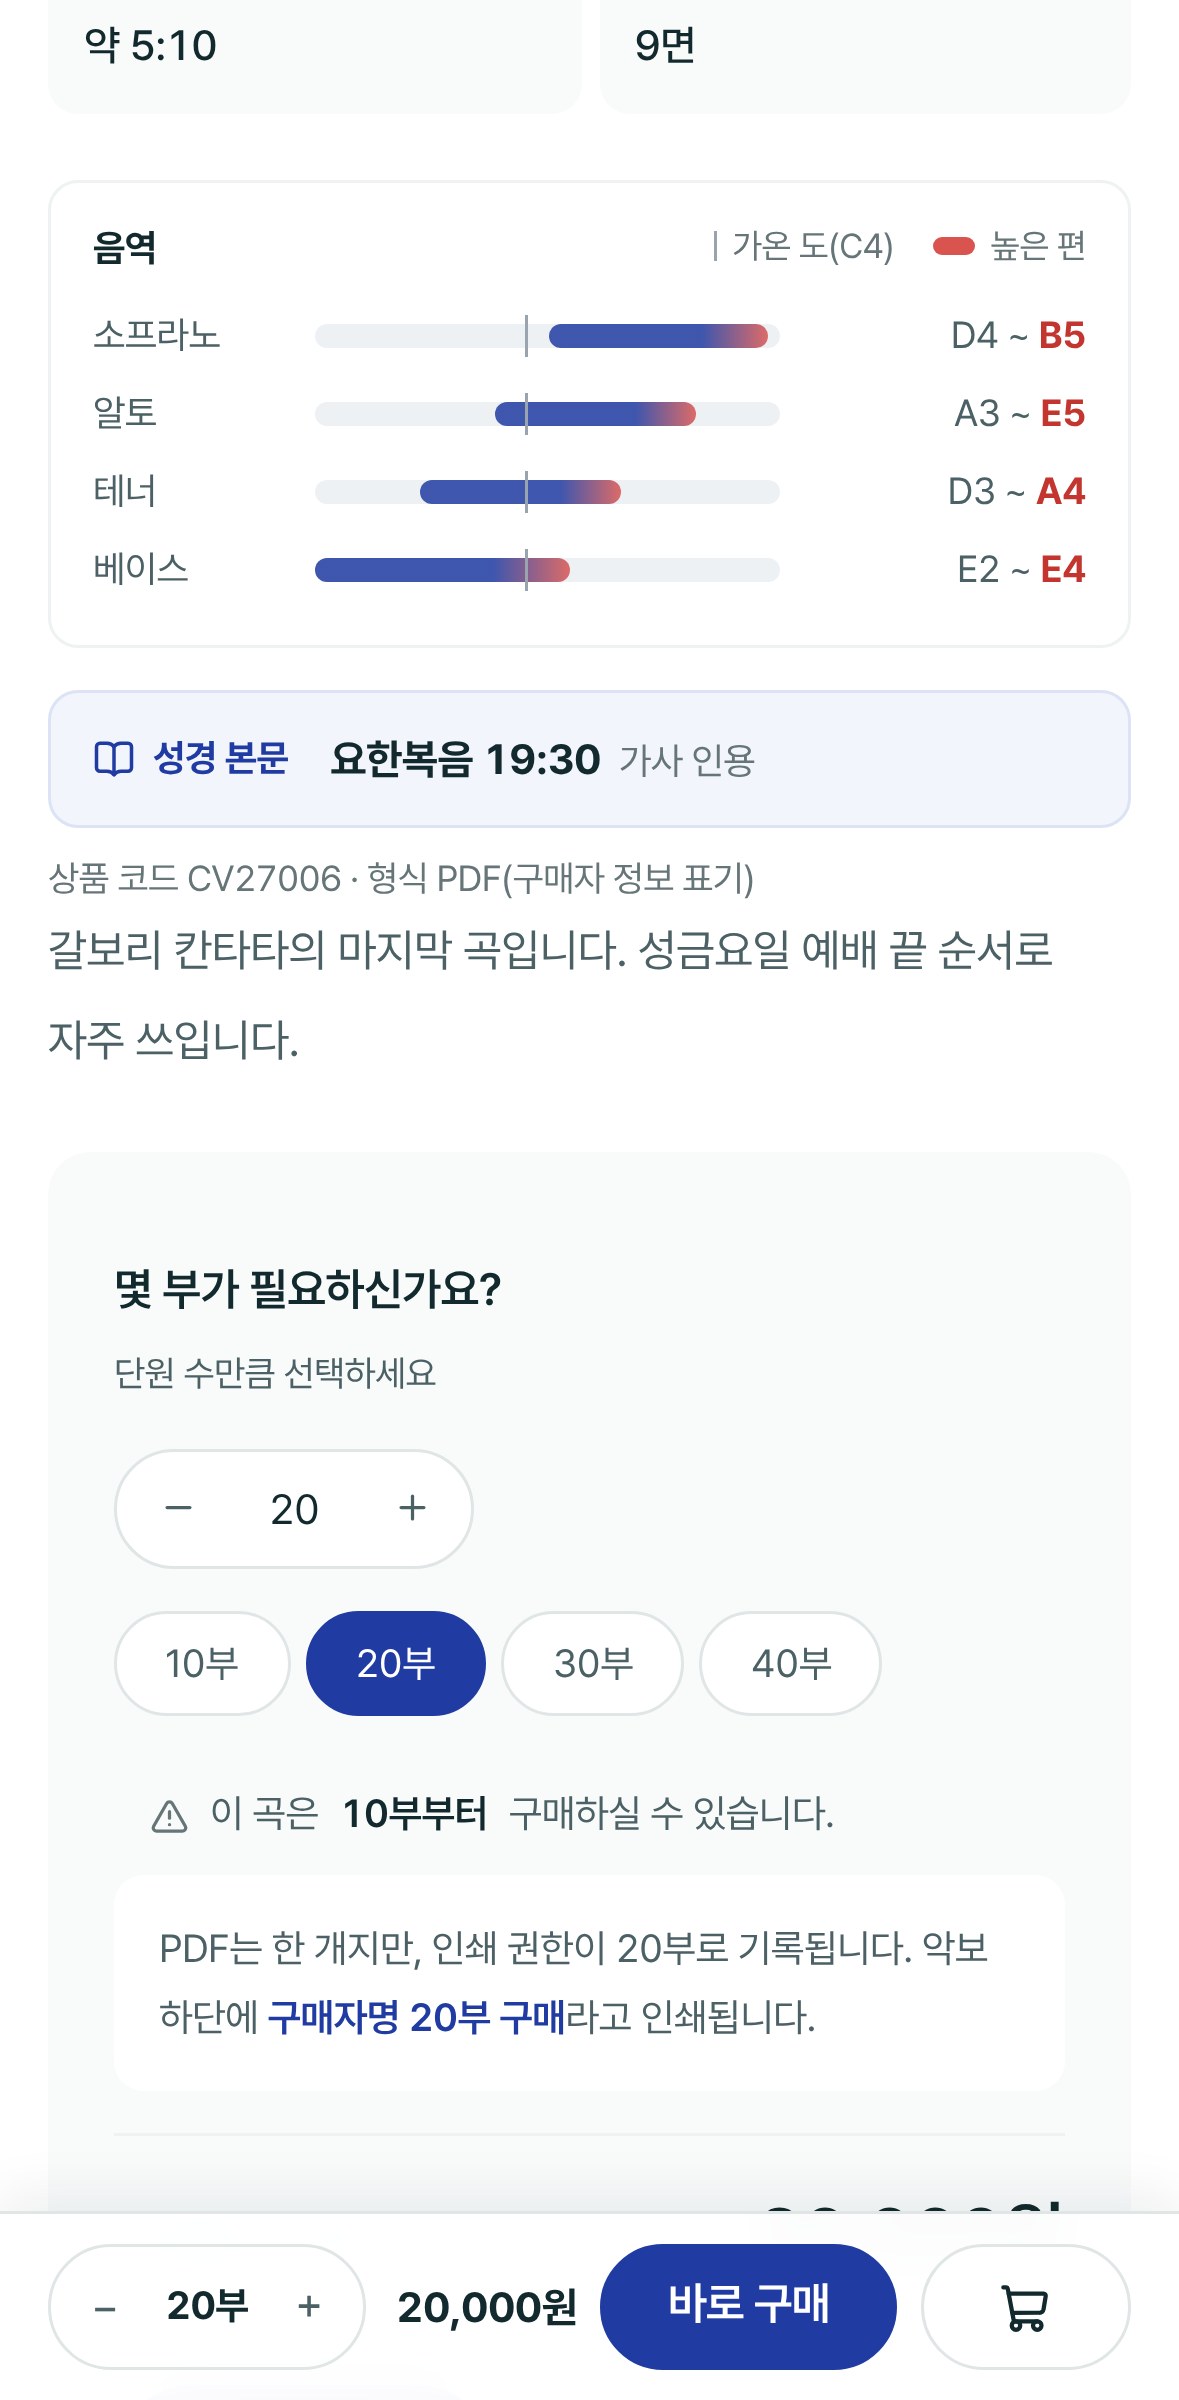 약 5:10
9면
음역
가온 도(C4)
높은 편
소프라노
D4 ~ B5
알토
A3 ~ E5
테너
D3 ~ A4
베이스
E2 ~ E4
성경 본문 요한복음 19:30 가사 인용
상품 코드 CV27006 · 형식 PDF(구매자 정보 표기)
갈보리 칸타타의 마지막 곡입니다. 성금요일 예배 끝 순서로
자주 쓰입니다.
몇 부가 필요하신가요?
단원 수만큼 선택하세요
− 20 +
10부 20부 30부 40부
이 곡은 10부부터 구매하실 수 있습니다.
PDF는 한 개지만, 인쇄 권한이 20부로 기록됩니다. 악보
하단에 구매자명 20부 구매라고 인쇄됩니다.
− 20부 + 20,000원 바로 구매